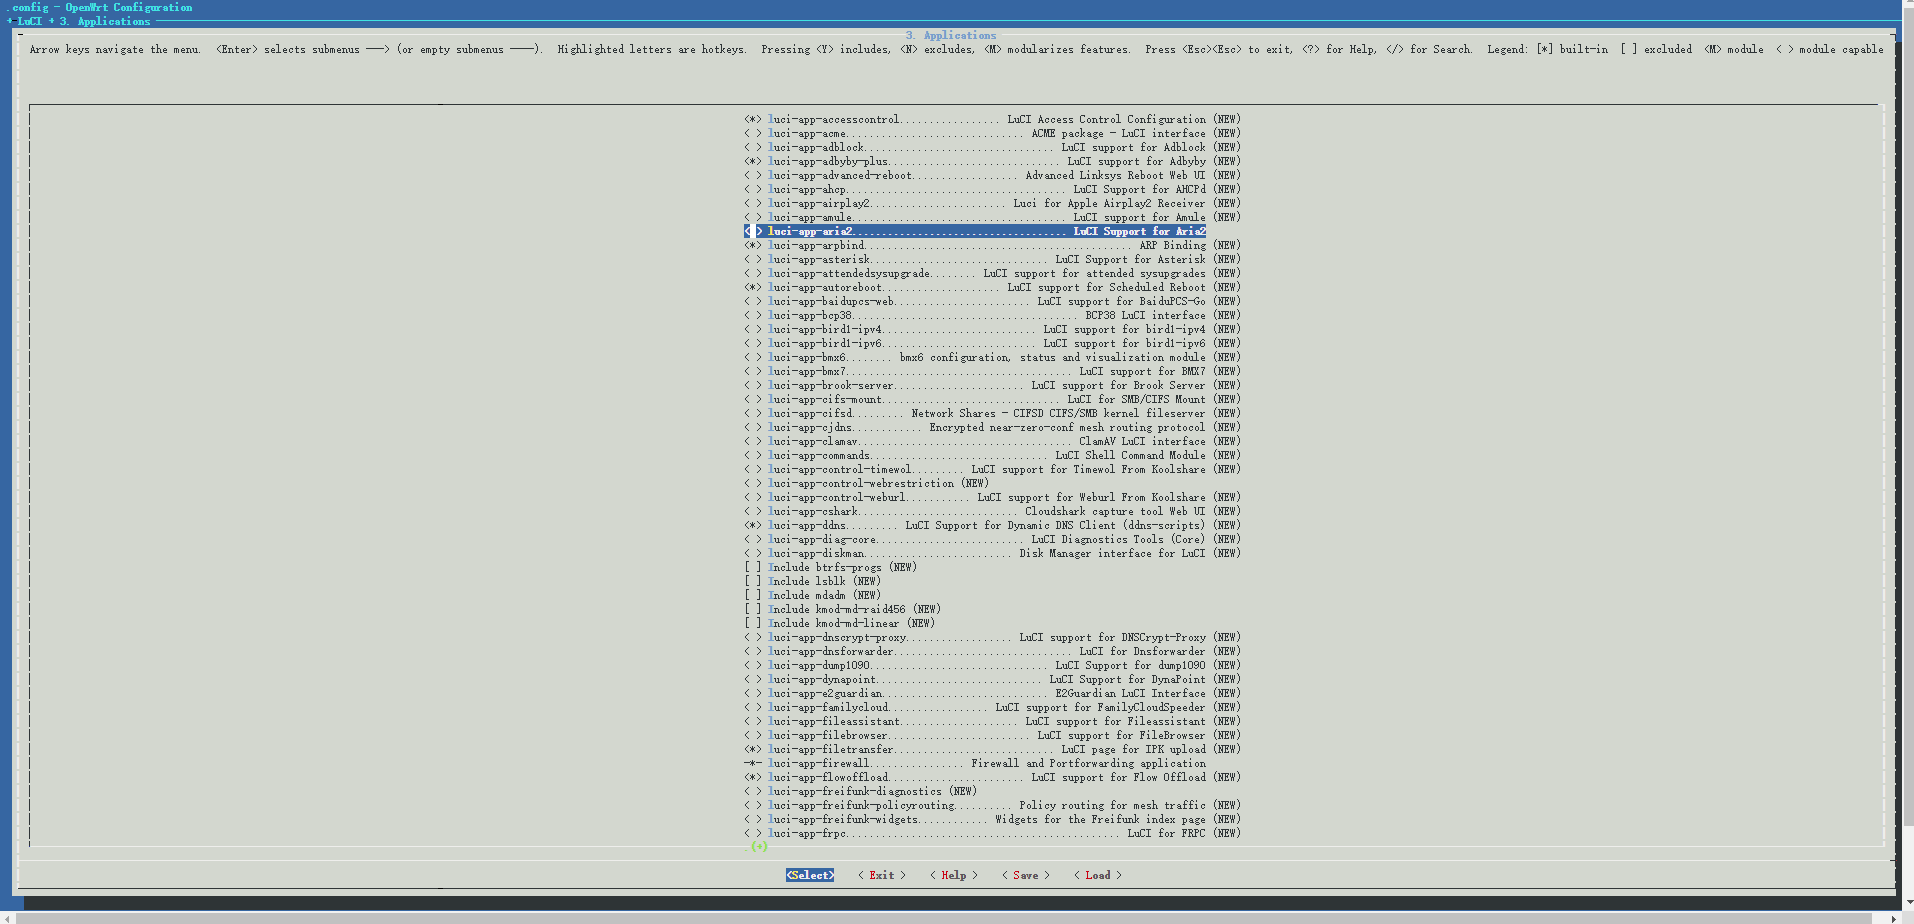 .config - OpenWrt Configuration
+-LuCI + 3. Applications
3. Applications
Arrow keys navigate the menu.  <Enter> selects submenus ---> (or empty submenus ----).  Highlighted letters are hotkeys.  Pressing <Y> includes, <N> excludes, <M> modularizes features.  Press <Esc><Esc> to exit, <?> for Help, </> for Search.  Legend: [*] built-in  [ ] excluded  <M> module  < > module capable
<*> luci-app-accesscontrol................. LuCI Access Control Configuration (NEW)
< > luci-app-acme.............................. ACME package - LuCI interface (NEW)
< > luci-app-adblock................................ LuCI support for Adblock (NEW)
<*> luci-app-adbyby-plus............................. LuCI support for Adbyby (NEW)
< > luci-app-advanced-reboot.................. Advanced Linksys Reboot Web UI (NEW)
< > luci-app-ahcp..................................... LuCI Support for AHCPd (NEW)
< > luci-app-airplay2....................... Luci for Apple Airplay2 Receiver (NEW)
< > luci-app-amule.................................... LuCI support for Amule (NEW)
< > luci-app-aria2.................................... LuCI Support for Aria2
<*> luci-app-arpbind............................................. ARP Binding (NEW)
< > luci-app-asterisk.............................. LuCI Support for Asterisk (NEW)
< > luci-app-attendedsysupgrade........ LuCI support for attended sysupgrades (NEW)
<*> luci-app-autoreboot..................... LuCI support for Scheduled Reboot (NEW)
< > luci-app-baidupcs-web....................... LuCI support for BaiduPCS-Go (NEW)
< > luci-app-bcp38....................................... BCP38 LuCI interface (NEW)
< > luci-app-bird1-ipv4.......................... LuCI support for bird1-ipv4 (NEW)
< > luci-app-bird1-ipv6.......................... LuCI support for bird1-ipv6 (NEW)
< > luci-app-bmx6........ bmx6 configuration, status and visualization module (NEW)
< > luci-app-bmx7...................................... LuCI support for BMX7 (NEW)
< > luci-app-brook-server...................... LuCI support for Brook Server (NEW)
< > luci-app-cifs-mount.............................. LuCI for SMB/CIFS Mount (NEW)
< > luci-app-cifsd......... Network Shares - CIFSD CIFS/SMB kernel fileserver (NEW)
< > luci-app-cjdns............ Encrypted near-zero-conf mesh routing protocol (NEW)
< > luci-app-clamav.................................... ClamAV LuCI interface (NEW)
< > luci-app-commands............................... LuCI Shell Command Module (NEW)
< > luci-app-control-timewol......... LuCI support for Timewol From Koolshare (NEW)
< > luci-app-control-webrestriction (NEW)
< > luci-app-control-weburl........... LuCI support for Weburl From Koolshare (NEW)
< > luci-app-cshark........................... Cloudshark capture tool Web UI (NEW)
<*> luci-app-ddns......... LuCI Support for Dynamic DNS Client (ddns-scripts) (NEW)
< > luci-app-diag-core.......................... LuCI Diagnostics Tools (Core) (NEW)
< > luci-app-diskman......................... Disk Manager interface for LuCI (NEW)
[ ] Include btrfs-progs (NEW)
[ ] Include lsblk (NEW)
[ ] Include mdadm (NEW)
[ ] Include kmod-md-raid456 (NEW)
[ ] Include kmod-md-linear (NEW)
< > luci-app-dnscrypt-proxy.................. LuCI support for DNSCrypt-Proxy (NEW)
< > luci-app-dnsforwarder.............................. LuCI for Dnsforwarder (NEW)
< > luci-app-dump1090.............................. LuCI Support for dump1090 (NEW)
< > luci-app-dynapoint............................ LuCI Support for DynaPoint (NEW)
< > luci-app-e2guardian............................ E2Guardian LuCI Interface (NEW)
< > luci-app-familycloud................. LuCI support for FamilyCloudSpeeder (NEW)
< > luci-app-fileassistant..................... LuCI support for Fileassistant (NEW)
< > luci-app-filebrowser........................ LuCI support for FileBrowser (NEW)
<*> luci-app-filetransfer........................... LuCI page for IPK upload (NEW)
-*- luci-app-firewall................ Firewall and Portforwarding application
<*> luci-app-flowoffload....................... LuCI support for Flow Offload (NEW)
< > luci-app-freifunk-diagnostics (NEW)
< > luci-app-freifunk-policyrouting.......... Policy routing for mesh traffic (NEW)
< > luci-app-freifunk-widgets............ Widgets for the Freifunk index page (NEW)
< > luci-app-frpc.............................................. LuCI for FRPC (NEW)
(+)
<Select>    < Exit >    < Help >    < Save >    < Load >